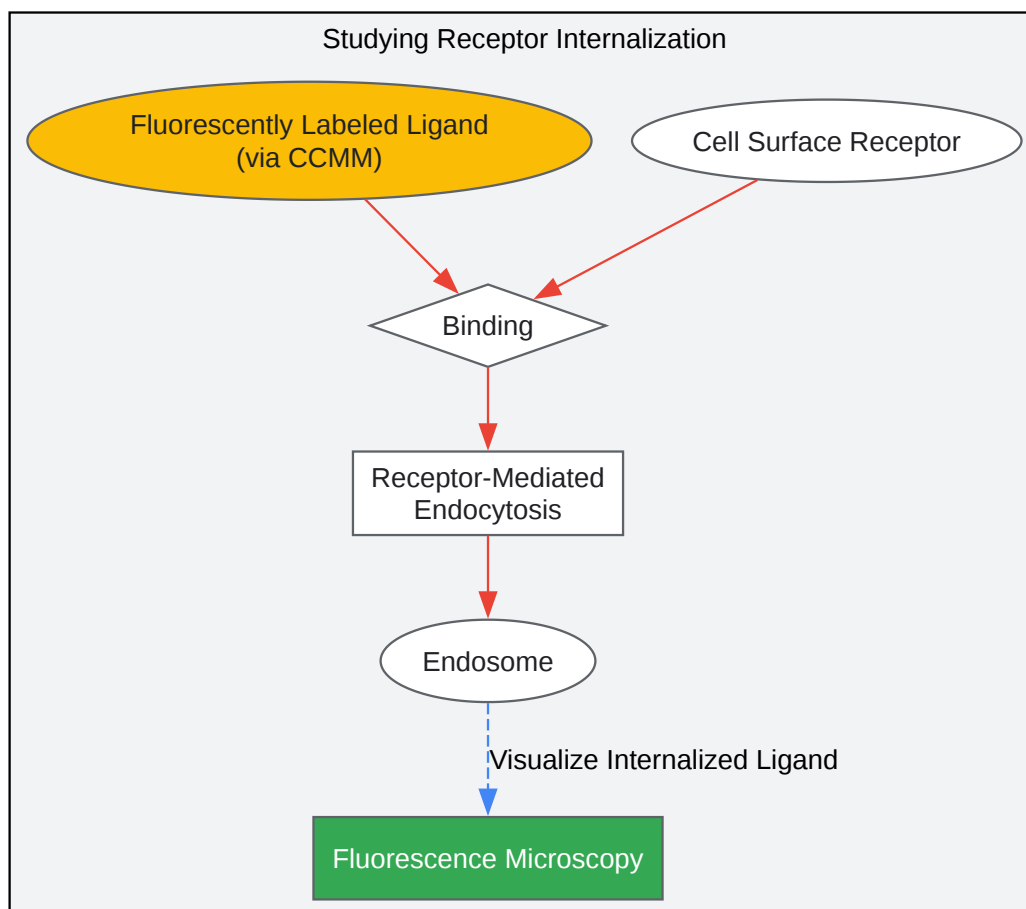 Studying Receptor Internalization
Fluorescently Labeled Ligand
(via CCMM)
Cell Surface Receptor
Binding
Receptor-Mediated
Endocytosis
Endosome
Visualize Internalized Ligand
Fluorescence Microscopy